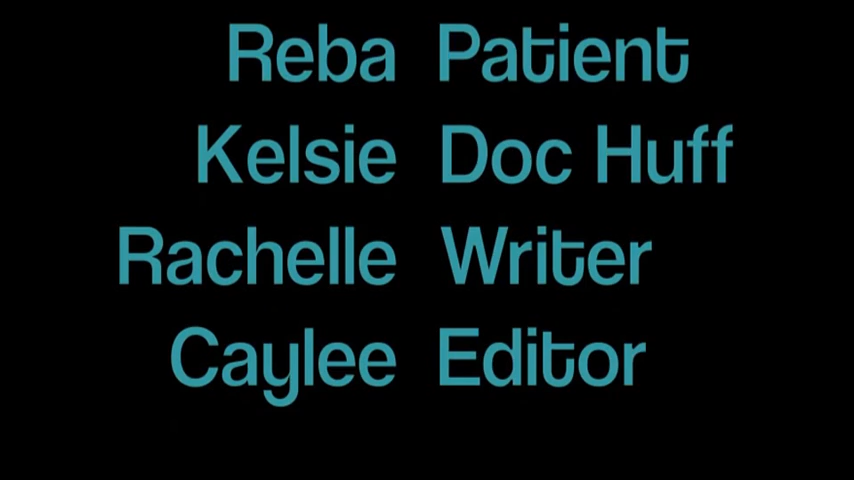 Reba Patient
Kelsie Doc Huff
Rachelle Writer
Caylee Editor